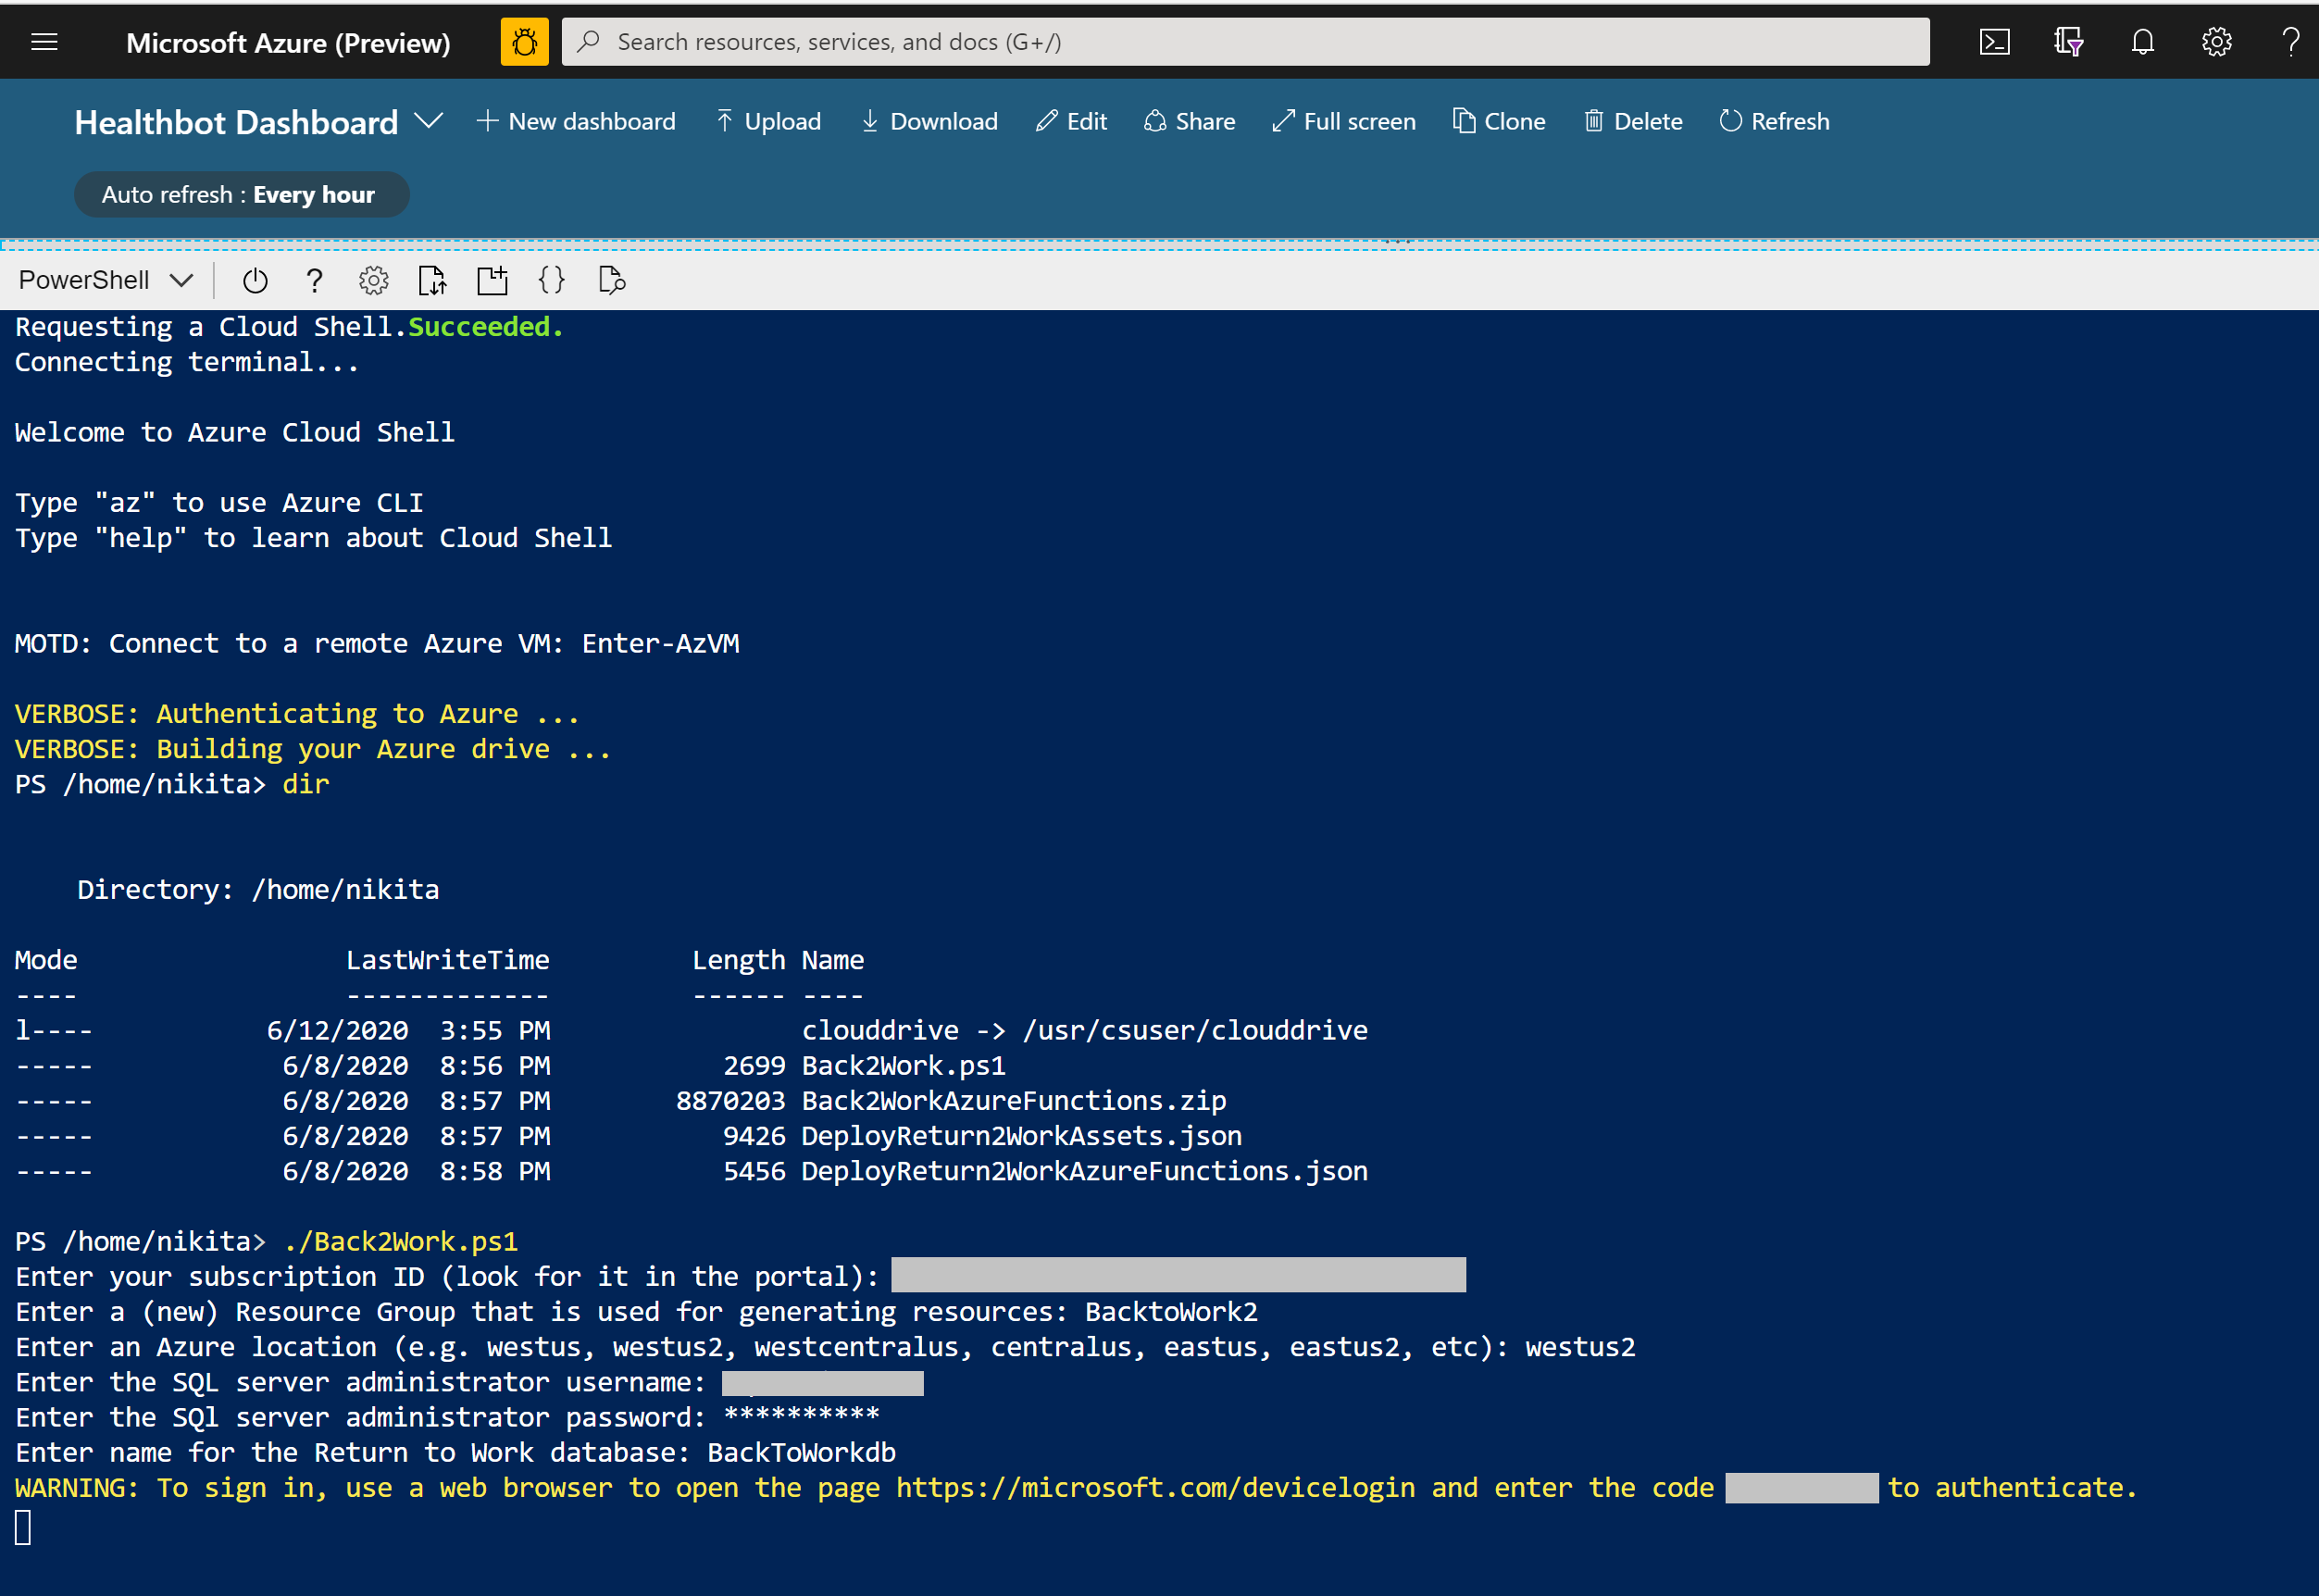 Microsoft Azure (Preview) Search resources, services, and docs (G+/)
Healthbot Dashboard New dashboard Upload Download Edit Share Full screen Clone Delete Refresh
Auto refresh : Every hour
PowerShell
Requesting a Cloud Shell.Succeeded.
Connecting terminal...
Welcome to Azure Cloud Shell
Type "az" to use Azure CLI
Type "help" to learn about Cloud Shell
MOTD: Connect to a remote Azure VM: Enter-AzVM
VERBOSE: Authenticating to Azure ...
VERBOSE: Building your Azure drive ...
PS /home/nikita> dir
Directory: /home/nikita
Mode LastWriteTime Length Name
---- ------------- ------ ----
l---- 6/12/2020 3:55 PM clouddrive -> /usr/csuser/clouddrive
----- 6/8/2020 8:56 PM 2699 Back2Work.ps1
----- 6/8/2020 8:57 PM 8870203 Back2WorkAzureFunctions.zip
----- 6/8/2020 8:57 PM 9426 DeployReturn2WorkAssets.json
----- 6/8/2020 8:58 PM 5456 DeployReturn2WorkAzureFunctions.json
PS /home/nikita> ./Back2Work.ps1
Enter your subscription ID (look for it in the portal):
Enter a (new) Resource Group that is used for generating resources: BacktoWork2
Enter an Azure location (e.g. westus, westus2, westcentralus, centralus, eastus, eastus2, etc): westus2
Enter the SQL server administrator username:
Enter the SQl server administrator password: **********
Enter name for the Return to Work database: BackToWorkdb
WARNING: To sign in, use a web browser to open the page https://microsoft.com/devicelogin and enter the code to authenticate.